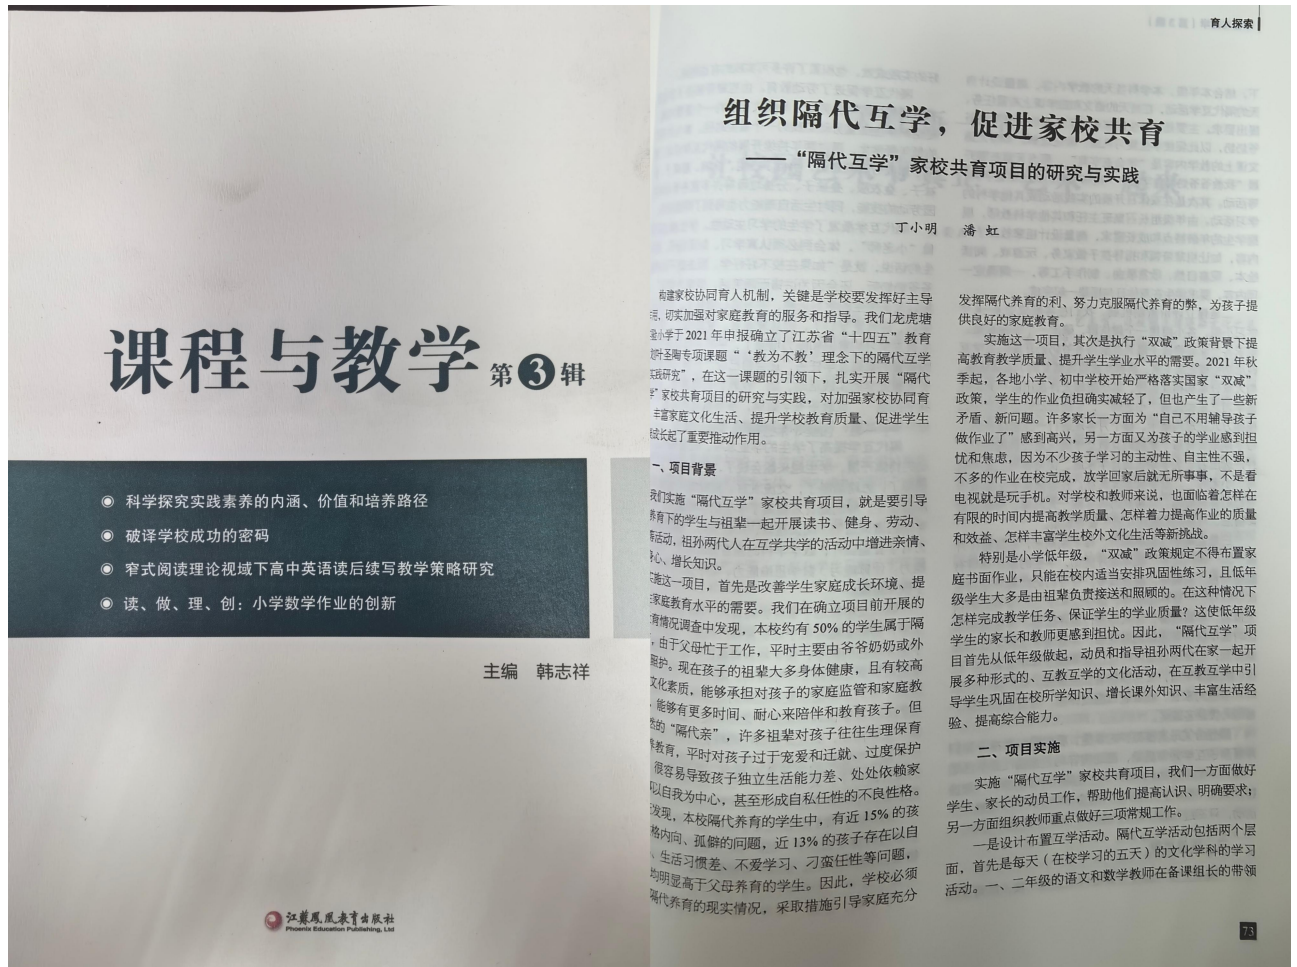 课程与教学 第3辑
◉ 科学探究实践素养的内涵、价值和培养路径
◉ 破译学校成功的密码
◉ 窄式阅读理论视域下高中英语读后续写教学策略研究
◉ 读、做、理、创：小学数学作业的创新
主编 韩志祥
江苏凤凰教育出版社
Phoenix Education Publishing, Ltd
育人探索
组织隔代互学，促进家校共育
——“隔代互学”家校共育项目的研究与实践
丁小明 潘 虹
构建家校协同育人机制，关键是学校要发挥好主导
切实加强对家庭教育的服务和指导。我们龙虎塘
小学于2021年申报确立了江苏省“十四五”教育
叶圣陶专项课题“‘教为不教’理念下的隔代互学
实践研究”，在这一课题的引领下，扎实开展“隔代
”家校共育项目的研究与实践，对加强家校协同育
丰富家庭文化生活、提升学校教育质量、促进学生
成长起了重要推动作用。
一、项目背景
我们实施“隔代互学”家校共育项目，就是要引导
养育下的学生与祖辈一起开展读书、健身、劳动、
活动，祖孙两代人在互学共学的活动中增进亲情、
心、增长知识。
实施这一项目，首先是改善学生家庭成长环境、提
家庭教育水平的需要。我们在确立项目前开展的
育情况调查中发现，本校约有50%的学生属于隔
，由于父母忙于工作，平时主要由爷爷奶奶或外
照护。现在孩子的祖辈大多身体健康，且有较高
文化素质，能够承担对孩子的家庭监管和家庭教
，能够有更多时间、耐心来陪伴和教育孩子。但
的“隔代亲”，许多祖辈对孩子往往生理保育
教育，平时对孩子过于宠爱和迁就、过度保护
很容易导致孩子独立生活能力差、处处依赖家
以自我为中心，甚至形成自私任性的不良性格。
发现，本校隔代养育的学生中，有近15%的孩
格内向、孤僻的问题，近13%的孩子存在以自
、生活习惯差、不爱学习、刁蛮任性等问题，
均明显高于父母养育的学生。因此，学校必须
隔代养育的现实情况，采取措施引导家庭充分
发挥隔代养育的利、努力克服隔代养育的弊，为孩子提
供良好的家庭教育。
实施这一项目，其次是执行“双减”政策背景下提
高教育教学质量、提升学生学业水平的需要。2021年秋
季起，各地小学、初中学校开始严格落实国家“双减”
政策，学生的作业负担确实减轻了，但也产生了一些新
矛盾、新问题。许多家长一方面为“自己不用辅导孩子
做作业了”感到高兴，另一方面又为孩子的学业感到担
忧和焦虑，因为不少孩子学习的主动性、自主性不强，
不多的作业在校完成，放学回家后就无所事事，不是看
电视就是玩手机。对学校和教师来说，也面临着怎样在
有限的时间内提高教学质量、怎样着力提高作业的质量
和效益、怎样丰富学生校外文化生活等新挑战。
特别是小学低年级，“双减”政策规定不得布置家
庭书面作业，只能在校内适当安排巩固性练习，且低年
级学生大多是由祖辈负责接送和照顾的。在这种情况下
怎样完成教学任务、保证学生的学业质量？这使低年级
学生的家长和教师更感到担忧。因此，“隔代互学”项
目首先从低年级做起，动员和指导祖孙两代在家一起开
展多种形式的、互教互学的文化活动，在互教互学中引
导学生巩固在校所学知识、增长课外知识、丰富生活经
验、提高综合能力。
二、项目实施
实施“隔代互学”家校共育项目，我们一方面做好
学生、家长的动员工作，帮助他们提高认识、明确要求；
另一方面组织教师重点做好三项常规工作。
一是设计布置互学活动。隔代互学活动包括两个层
面，首先是每天（在校学习的五天）的文化学科的学习
活动。一、二年级的语文和数学教师在备课组长的带领
73